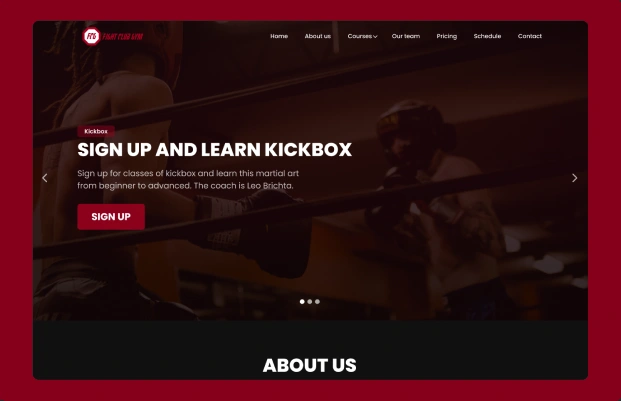 FCG FIGHT CLUB GYM
Home About us Courses Our team Pricing Schedule Contact
Kickbox
SIGN UP AND LEARN KICKBOX
Sign up for classes of kickbox and learn this martial art
from beginner to advanced. The coach is Leo Brichta.
SIGN UP
ABOUT US